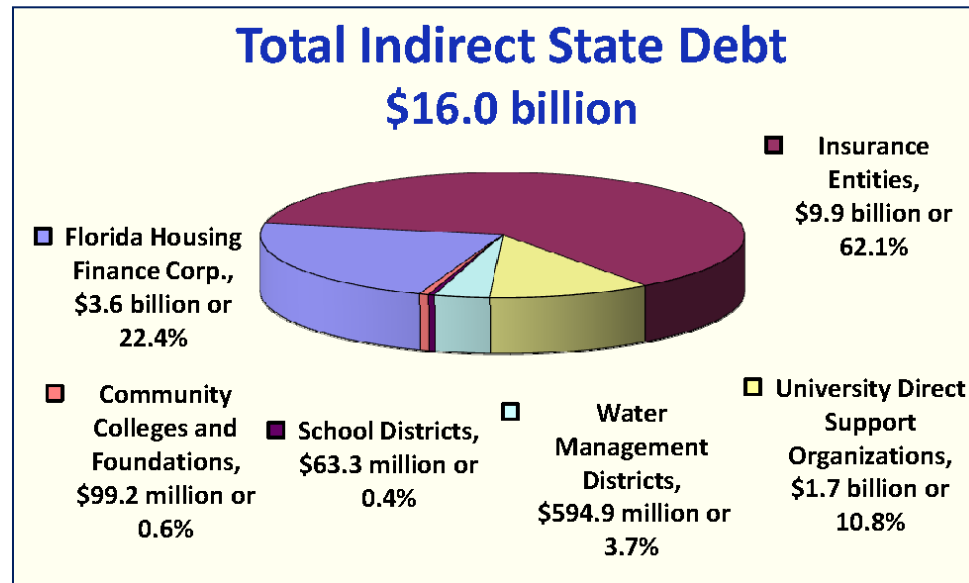 Total Indirect State Debt
$16.0 billion
Insurance
Entities,
$9.9 billion or
62.1%
Florida Housing
Finance Corp.,
$3.6 billion or
22.4%
Community
Colleges and
Foundations,
$99.2 million or
0.6%
School Districts,
$63.3 million or
0.4%
Water
Management
Districts,
$594.9 million or
3.7%
University Direct
Support
Organizations,
$1.7 billion or
10.8%